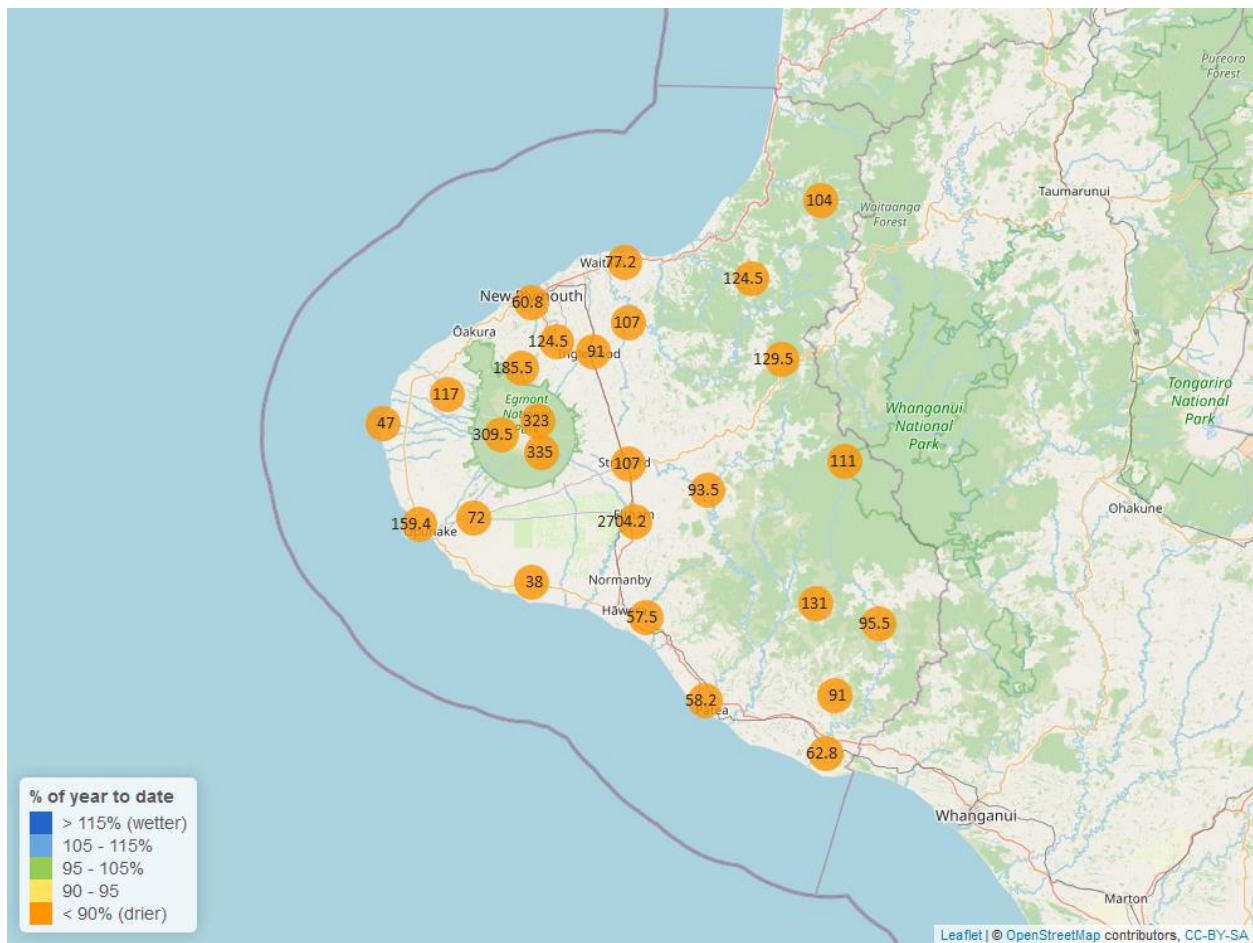 Pureora
Forest
Taumarunui
104
Waitaanga
Forest
77.2
124.5
New Plymouth
60.8
107
Ōakura
124.5
91
185.5
129.5
117
Egmont
323
47
309.5
335
Whanganui
National
Park
Tongariro
National
Park
107
111
93.5
Ohakune
159.4
72
2704.2
Normanby
38
57.5
131
95.5
58.2
91
62.8
Whanganui
Marton
% of year to date
> 115% (wetter)
105 - 115%
95 - 105%
90 - 95
< 90% (drier)
Leaflet | © OpenStreetMap contributors, CC-BY-SA